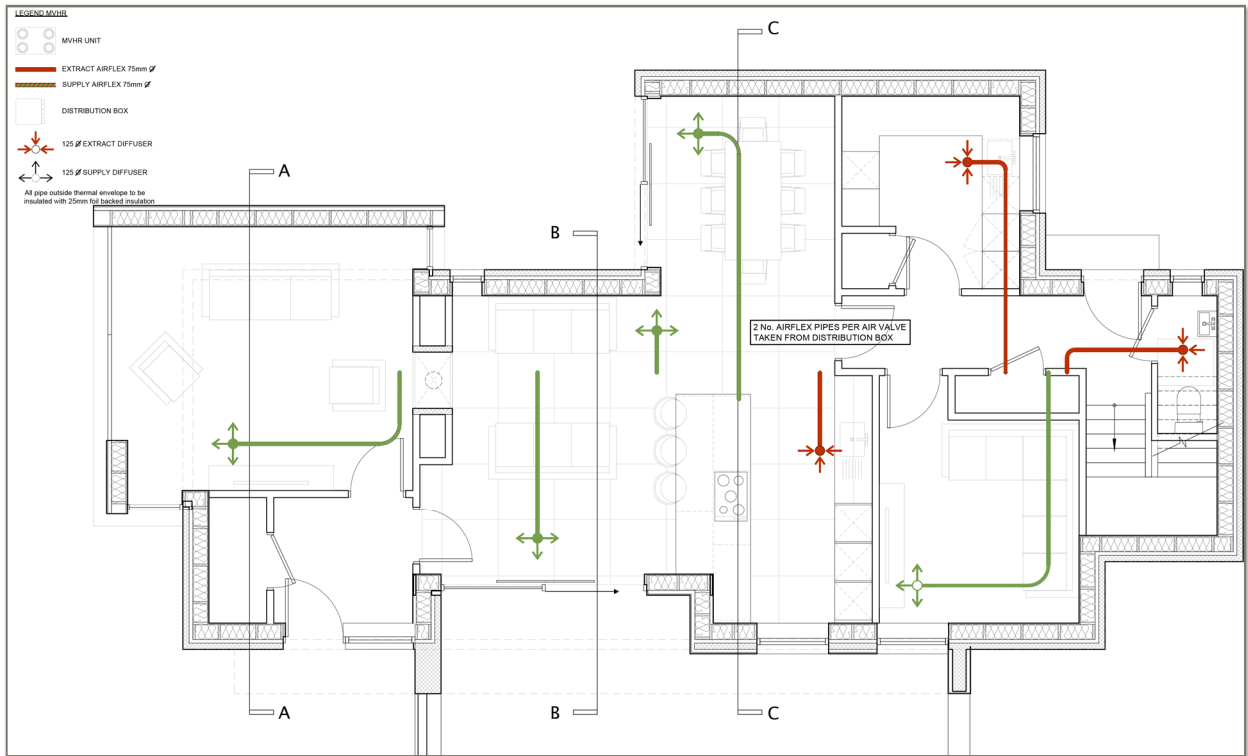 LEGEND MVHR
MVHR UNIT
EXTRACT AIRFLEX 75mm Ø
SUPPLY AIRFLEX 75mm Ø
DISTRIBUTION BOX
125 Ø EXTRACT DIFFUSER
125 Ø SUPPLY DIFFUSER
All pipe outside thermal envelope to be
insulated with 25mm foil backed insulation
C
A
B
2 No. AIRFLEX PIPES PER AIR VALVE
TAKEN FROM DISTRIBUTION BOX
A
B
C